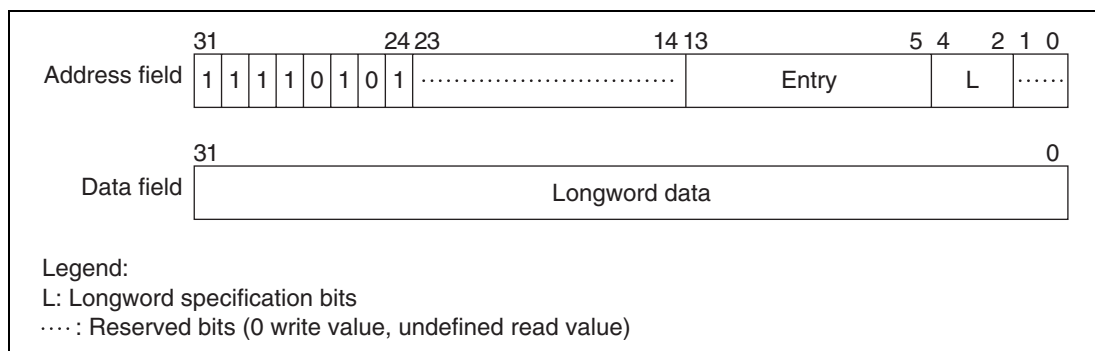 31 24 23 14 13 5 4 2 1 0
Address field 1 1 1 1 0 1 0 1 .............................. Entry L ......
31 0
Data field Longword data
Legend:
L: Longword specification bits
····: Reserved bits (0 write value, undefined read value)